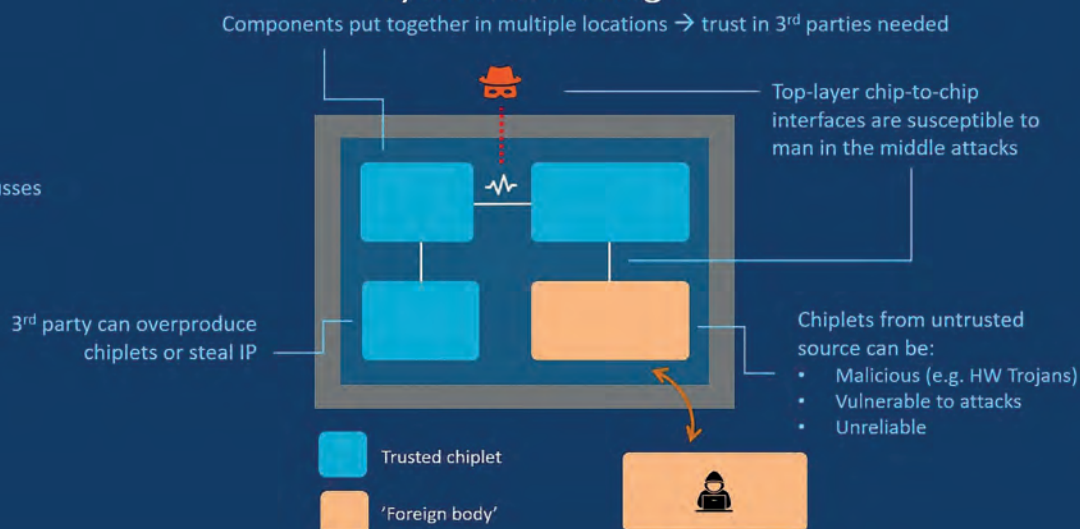 Components put together in multiple locations → trust in 3rd parties needed
Top-layer chip-to-chip
interfaces are susceptible to
man in the middle attacks
3rd party can overproduce
chiplets or steal IP
Chiplets from untrusted
source can be:
• Malicious (e.g. HW Trojans)
• Vulnerable to attacks
• Unreliable
Trusted chiplet
'Foreign body'